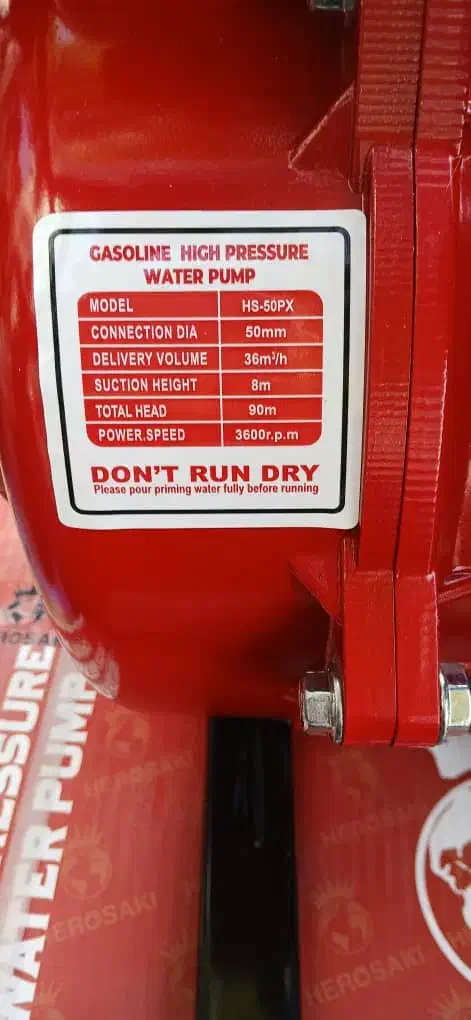 GASOLINE HIGH PRESSURE
WATER PUMP
MODEL HS-50PX
CONNECTION DIA 50mm
DELIVERY VOLUME 36m³/h
SUCTION HEIGHT 8m
TOTAL HEAD 90m
POWER.SPEED 3600r.p.m
DON'T RUN DRY
Please pour priming water fully before running
WATER PUMP
HEROSAKI
HEROSAKI
HEROSAKI
HEROSAKI